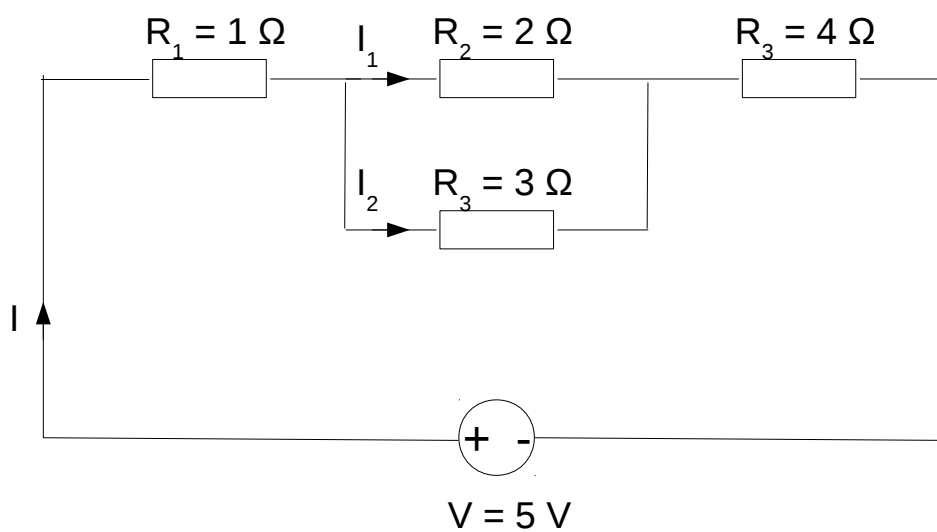 R₁ = 1 Ω
I₁
R₂ = 2 Ω
R₃ = 4 Ω
I₂
R₃ = 3 Ω
I
+ -
V = 5 V